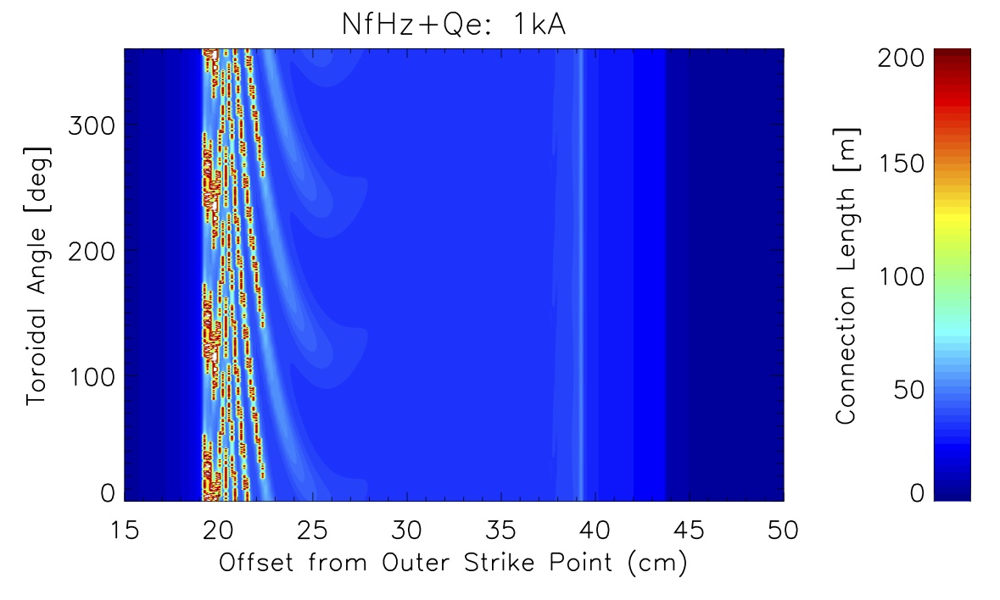 NfHz+Qe: 1kA
Toroidal Angle [deg]
300
200
100
0
15 20 25 30 35 40 45 50
Offset from Outer Strike Point (cm)
Connection Length [m]
200
150
100
50
0